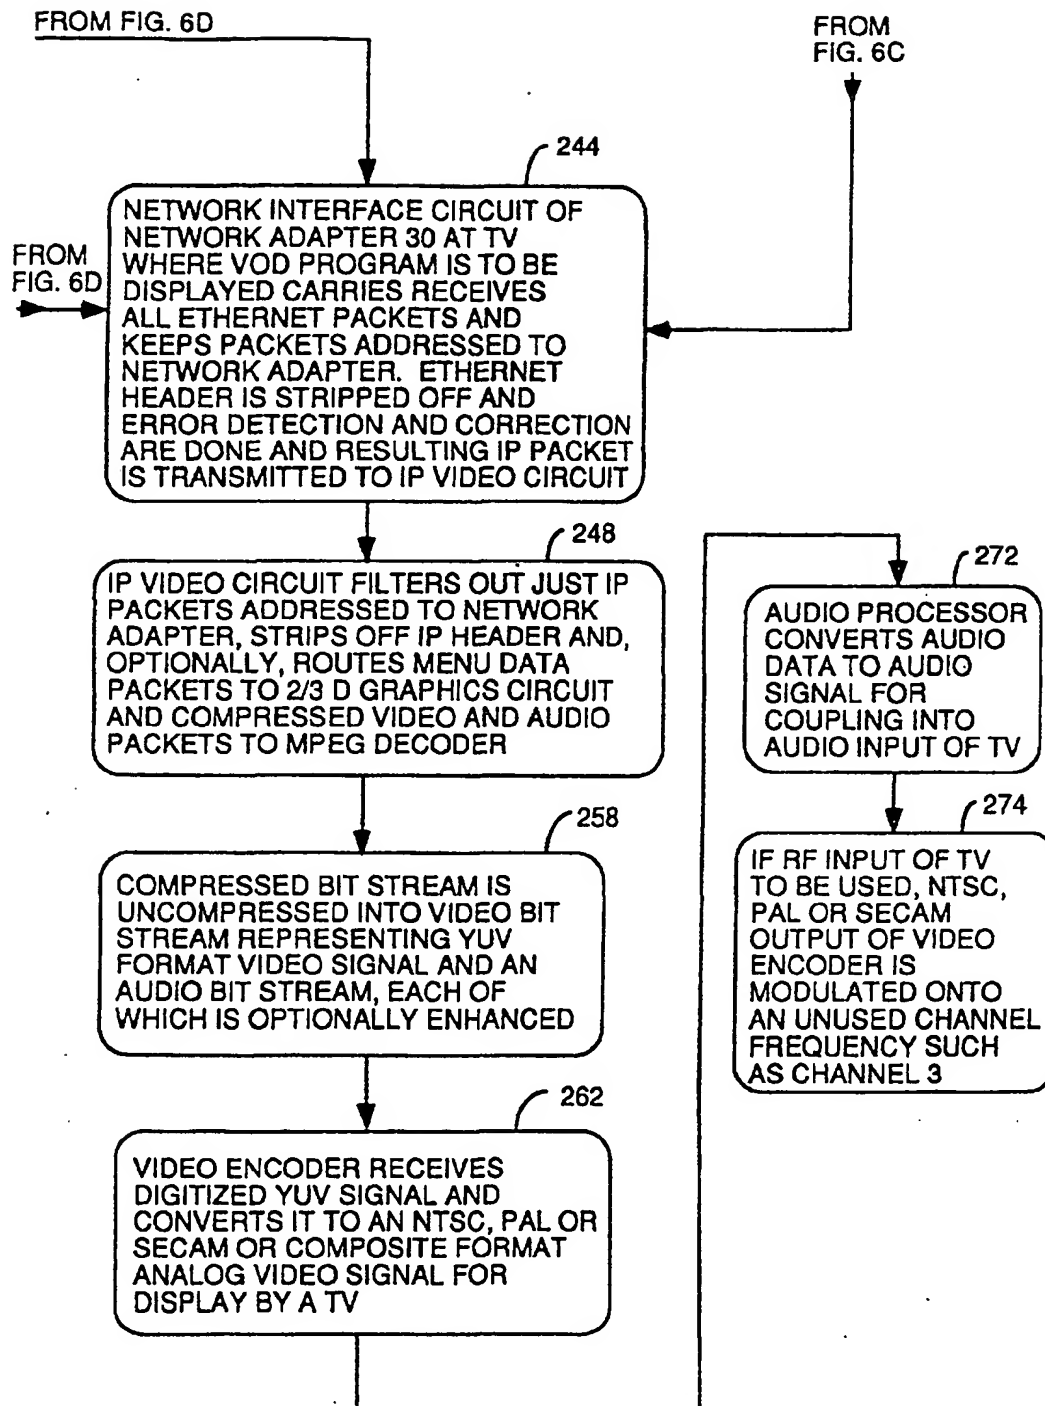 FROM FIG. 6D
FROM
FIG. 6C
244
NETWORK INTERFACE CIRCUIT OF
NETWORK ADAPTER 30 AT TV
WHERE VOD PROGRAM IS TO BE
DISPLAYED CARRIES RECEIVES
ALL ETHERNET PACKETS AND
KEEPS PACKETS ADDRESSED TO
NETWORK ADAPTER. ETHERNET
HEADER IS STRIPPED OFF AND
ERROR DETECTION AND CORRECTION
ARE DONE AND RESULTING IP PACKET
IS TRANSMITTED TO IP VIDEO CIRCUIT
FROM
FIG. 6D
248
IP VIDEO CIRCUIT FILTERS OUT JUST IP
PACKETS ADDRESSED TO NETWORK
ADAPTER, STRIPS OFF IP HEADER AND,
OPTIONALLY, ROUTES MENU DATA
PACKETS TO 2/3 D GRAPHICS CIRCUIT
AND COMPRESSED VIDEO AND AUDIO
PACKETS TO MPEG DECODER
258
COMPRESSED BIT STREAM IS
UNCOMPRESSED INTO VIDEO BIT
STREAM REPRESENTING YUV
FORMAT VIDEO SIGNAL AND AN
AUDIO BIT STREAM, EACH OF
WHICH IS OPTIONALLY ENHANCED
262
VIDEO ENCODER RECEIVES
DIGITIZED YUV SIGNAL AND
CONVERTS IT TO AN NTSC, PAL OR
SECAM OR COMPOSITE FORMAT
ANALOG VIDEO SIGNAL FOR
DISPLAY BY A TV
272
AUDIO PROCESSOR
CONVERTS AUDIO
DATA TO AUDIO
SIGNAL FOR
COUPLING INTO
AUDIO INPUT OF TV
274
IF RF INPUT OF TV
TO BE USED, NTSC,
PAL OR SECAM
OUTPUT OF VIDEO
ENCODER IS
MODULATED ONTO
AN UNUSED CHANNEL
FREQUENCY SUCH
AS CHANNEL 3